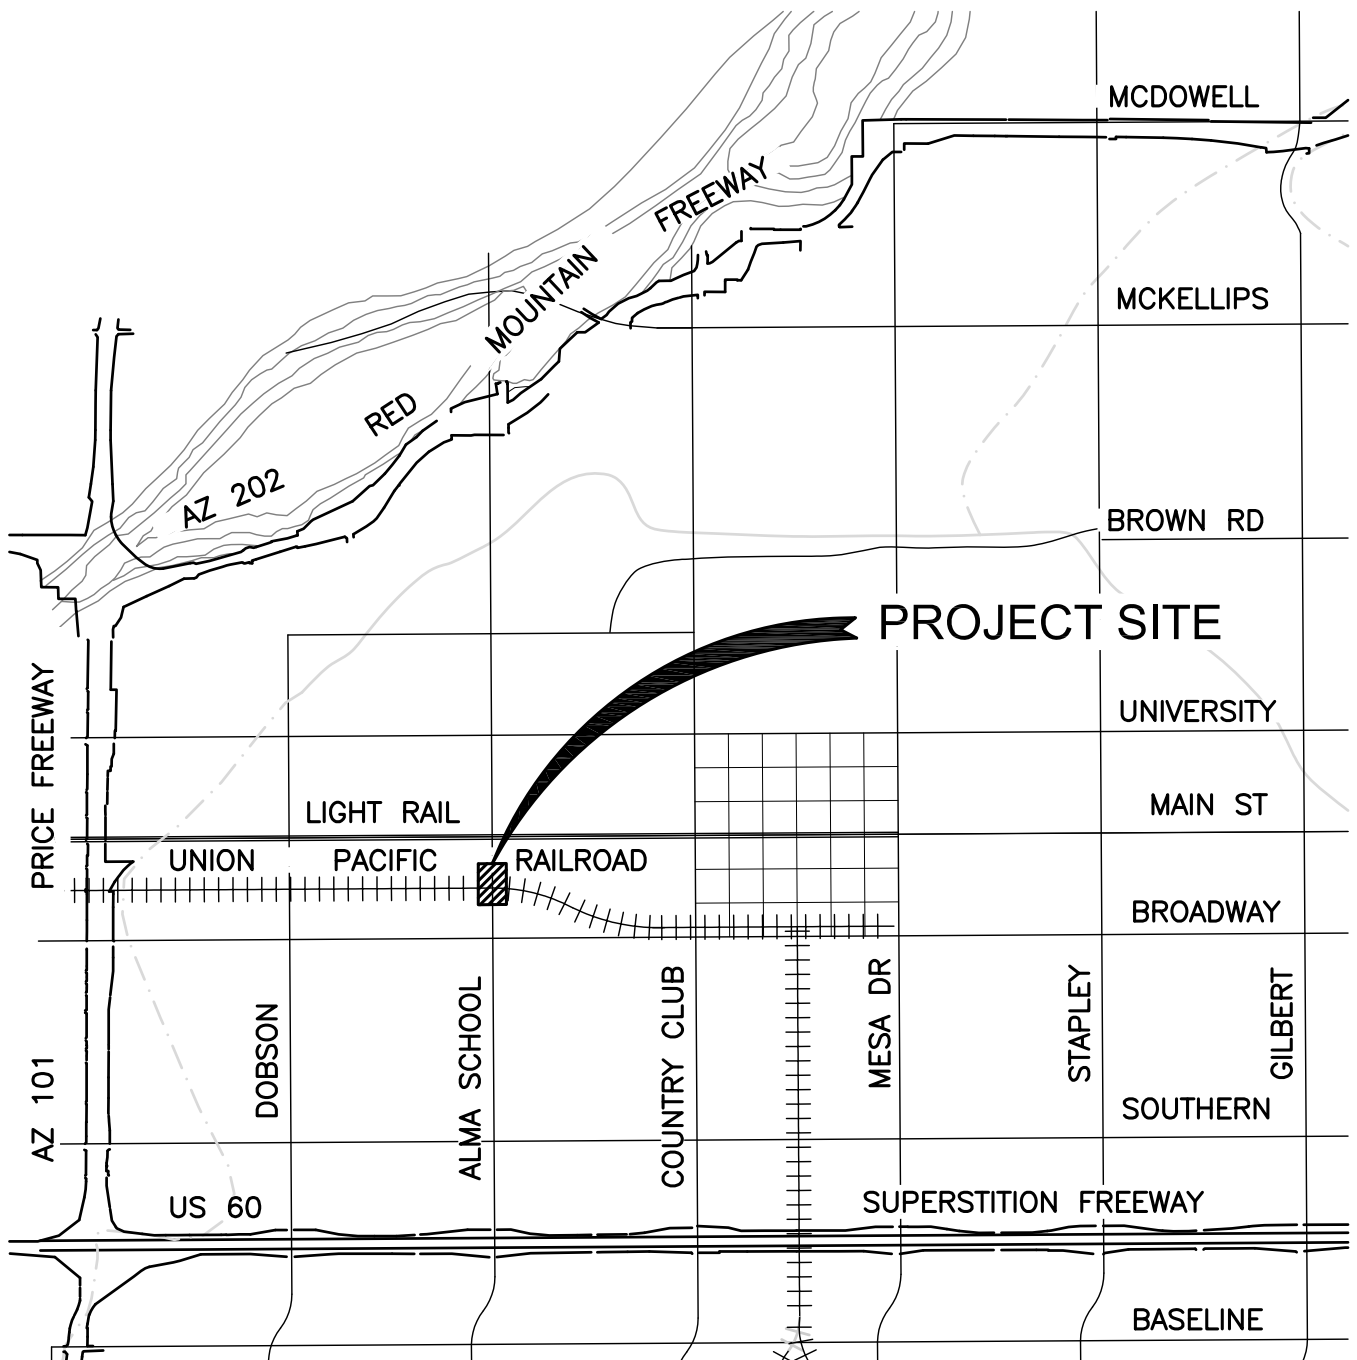 MCDOWELL
FREEWAY
MOUNTAIN
MCKELLIPS
RED
AZ 202
BROWN RD
PROJECT SITE
PRICE FREEWAY
UNIVERSITY
LIGHT RAIL
MAIN ST
UNION PACIFIC RAILROAD
BROADWAY
AZ 101
DOBSON
ALMA SCHOOL
COUNTRY CLUB
MESA DR
STAPLEY
GILBERT
SOUTHERN
US 60
SUPERSTITION FREEWAY
BASELINE